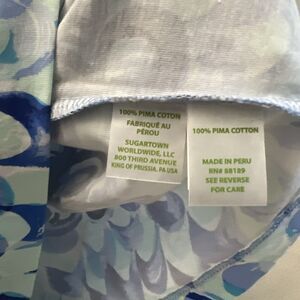 100% PIMA COTTON
FABRIQUÉ AU
PÉROU
SUGARTOWN
WORLDWIDE, LLC
800 THIRD AVENUE
KING OF PRUSSIA, PA USA
100% PIMA COTTON
MADE IN PERU
RN# 88189
SEE REVERSE
FOR CARE